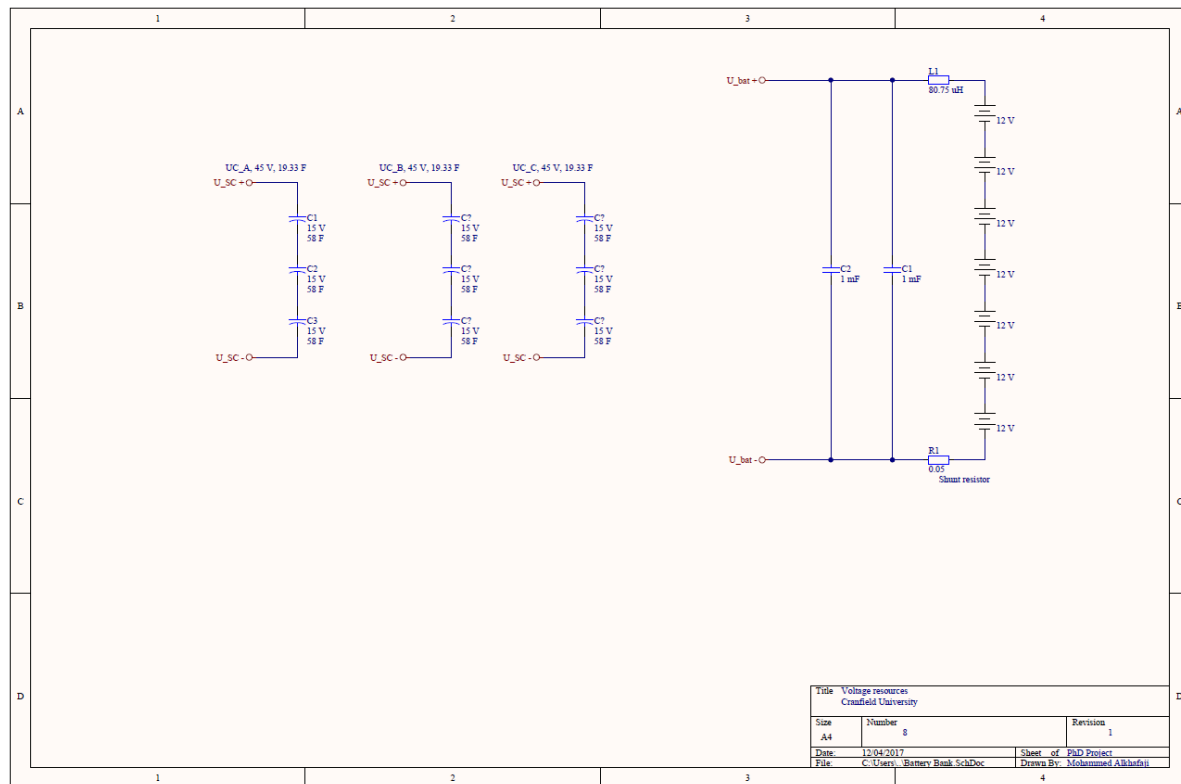 1 2 3 4
A A
B B
C C
D D
U_bat +
L1
80.75 uH
12 V
12 V
12 V
12 V
12 V
12 V
12 V
UC_A, 45 V, 19.33 F
U_SC +
C1
15 V
58 F
C2
15 V
58 F
C3
15 V
58 F
U_SC -
UC_B, 45 V, 19.33 F
U_SC +
C?
15 V
58 F
C?
15 V
58 F
C?
15 V
58 F
U_SC -
UC_C, 45 V, 19.33 F
U_SC +
C?
15 V
58 F
C?
15 V
58 F
C?
15 V
58 F
U_SC -
C2
1 mF
C1
1 mF
U_bat -
R1
0.05
Shunt resistor
Title Voltage resources
Cranfield University
Size Number Revision
A4 8 1
Date: 12/04/2017 Sheet of PhD Project
File: C:\Users\..\Battery Bank.SchDoc Drawn By: Mohammed Alkhafaji
1 2 3 4